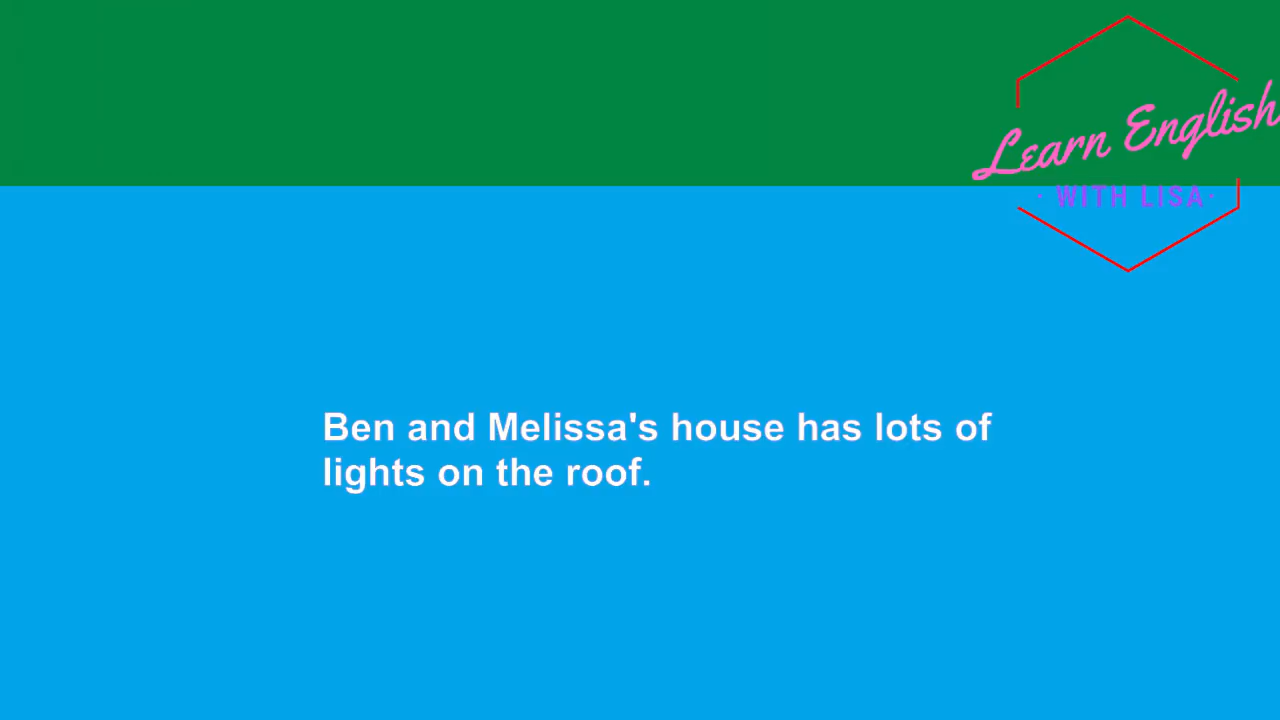 Learn English
· WITH LISA ·
Ben and Melissa's house has lots of
lights on the roof.